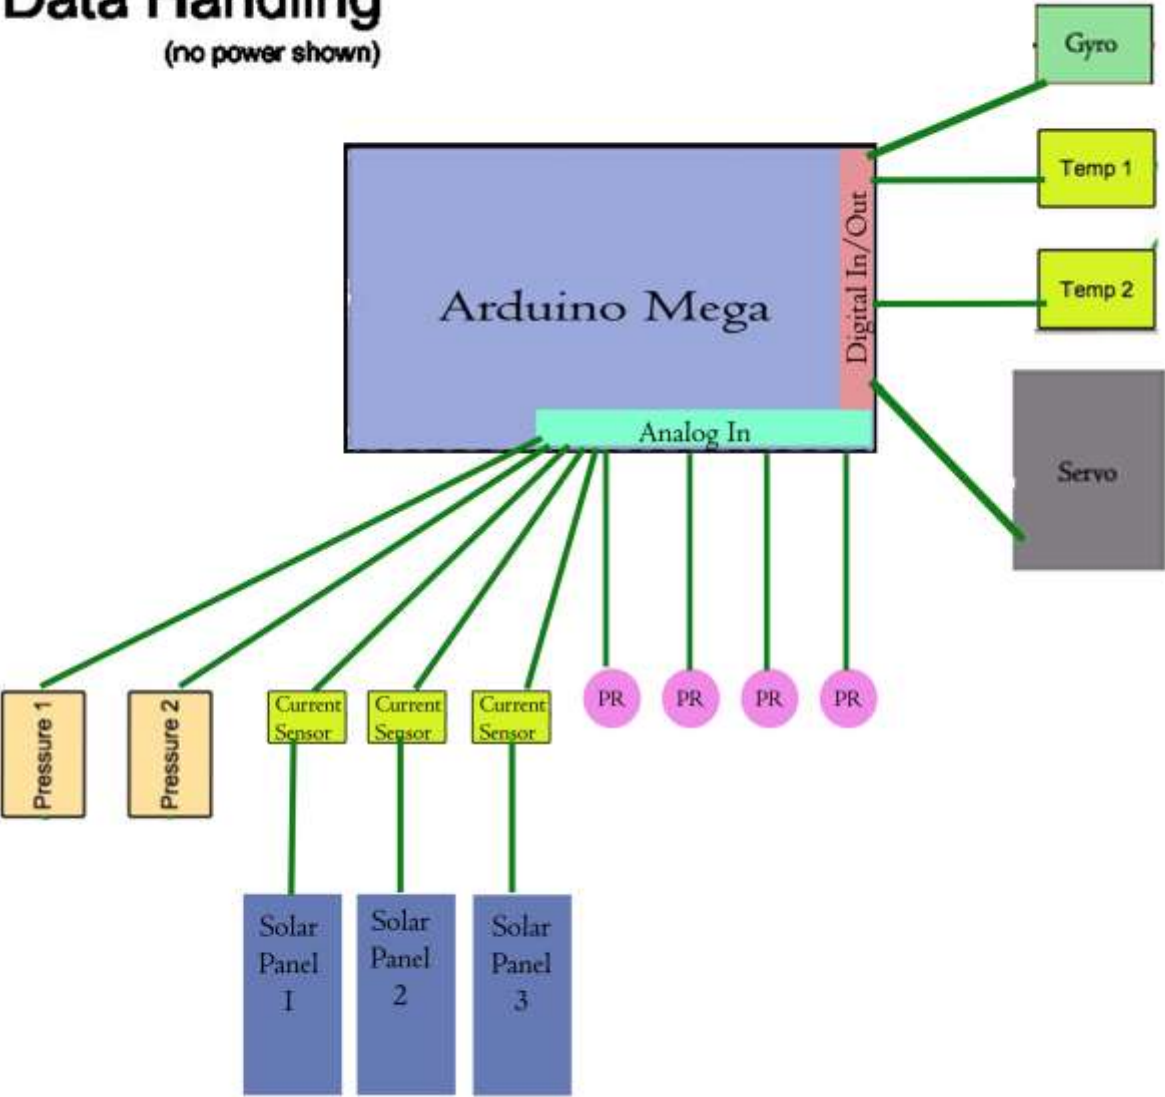 Data Handling
(no power shown)
Gyro
Temp 1
Temp 2
Digital In/Out
Arduino Mega
Analog In
Servo
Pressure 1
Pressure 2
Current
Sensor
Current
Sensor
Current
Sensor
PR
PR
PR
PR
Solar
Panel
1
Solar
Panel
2
Solar
Panel
3